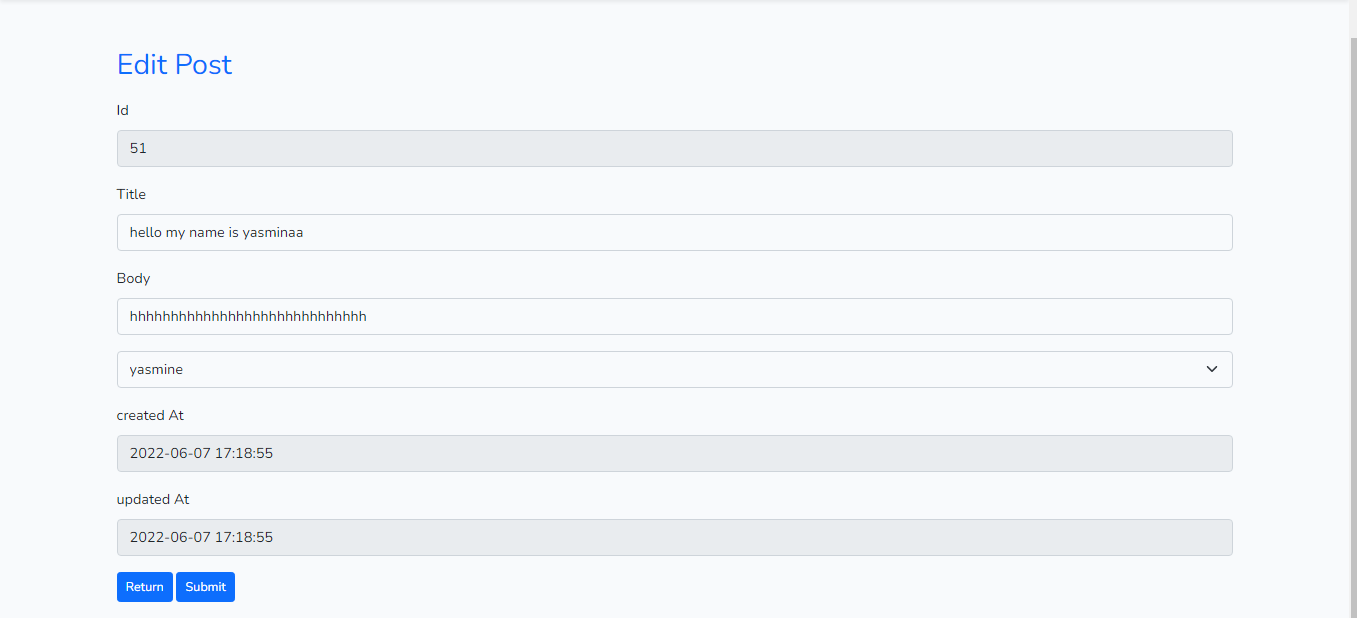 Edit Post
Id
51
Title
hello my name is yasminaa
Body
hhhhhhhhhhhhhhhhhhhhhhhhhhhhh
yasmine
created At
2022-06-07 17:18:55
updated At
2022-06-07 17:18:55
Return Submit